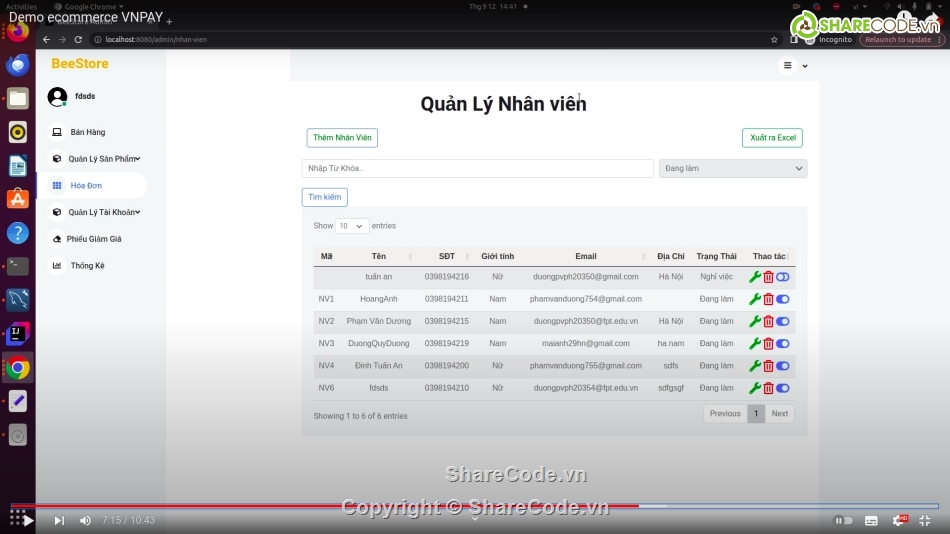 Activities
Google Chrome
Thg 9 12 14:41
vi
Demo ecommerce VNPAY
SHARECODE.VN
localhost:8080/admin/nhan-vien
Incognito
Relaunch to update
BeeStore
fdsds
Bán Hàng
Quản Lý Sản Phẩm
Hóa Đơn
Quản Lý Tài Khoản
Phiếu Giảm Giá
Thống Kê
Quản Lý Nhân viên
Thêm Nhân Viên
Xuất ra Excel
Nhập Từ Khóa..
Đang làm
Tìm kiếm
Show 10 entries
Mã Tên SĐT Giới tính Email Địa Chỉ Trạng Thái Thao tác
tuấn an 0398194216 Nữ duongpvph20350@gmail.com Hà Nội Nghỉ việc
NV1 HoangAnh 0398194211 Nam phamvanduong754@gmail.com Đang làm
NV2 Phạm Văn Dương 0398194215 Nam duongpvph20350@fpt.edu.vn Hà Nội Đang làm
NV3 DuongQuyDuong 0398194219 Nam maianh29hn@gmail.com ha nam Đang làm
NV4 Đinh Tuấn An 0398194200 Nữ phamvanduong755@gmail.com sdfs Đang làm
NV6 fdsds 0398194210 Nữ duongpvph20354@fpt.edu.vn sdfgsgf Đang làm
Showing 1 to 6 of 6 entries
Previous 1 Next
ShareCode.vn
Copyright © ShareCode.vn
7:15 / 10:43
HD